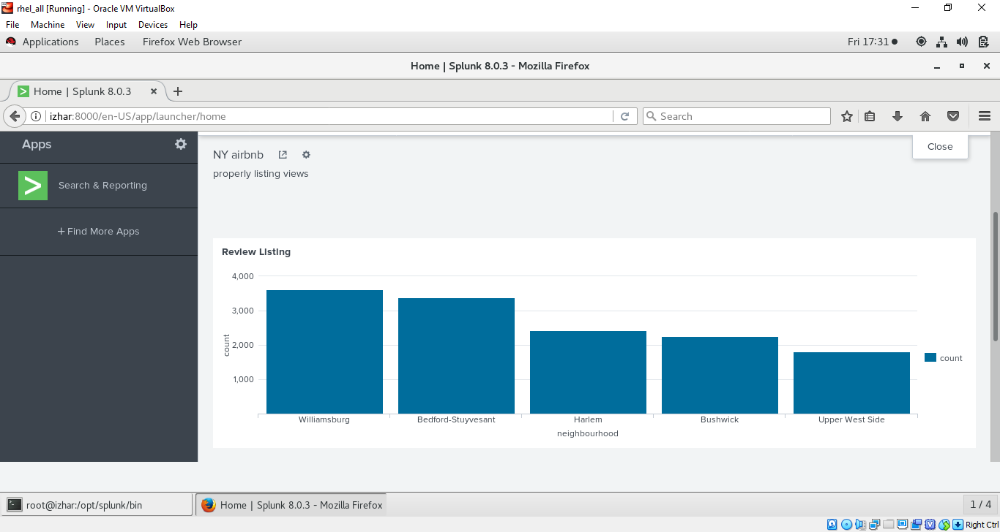 rhel_all [Running] - Oracle VM VirtualBox
File Machine View Input Devices Help
Applications Places Firefox Web Browser Fri 17:31
Home | Splunk 8.0.3 - Mozilla Firefox
Home | Splunk 8.0.3
izhar:8000/en-US/app/launcher/home Search
Apps
Close
NY airbnb
properly listing views
Search & Reporting
+ Find More Apps
Review Listing
4,000
3,000
2,000
1,000
count
count
Williamsburg Bedford-Stuyvesant Harlem Bushwick Upper West Side
neighbourhood
root@izhar:/opt/splunk/bin Home | Splunk 8.0.3 - Mozilla Firefox 1 / 4
Right Ctrl